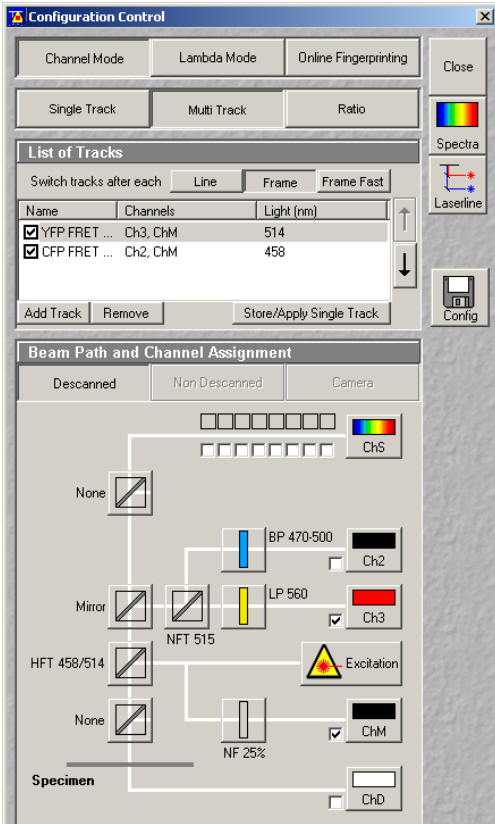 Configuration Control
Channel Mode Lambda Mode Online Fingerprinting Close
Single Track Multi Track Ratio
Spectra
List of Tracks
Switch tracks after each Line Frame Frame Fast
Laserline
Name Channels Light (nm)
YFP FRET ... Ch3, ChM 514
CFP FRET ... Ch2, ChM 458
Add Track Remove Store/Apply Single Track
Config
Beam Path and Channel Assignment
Descanned Non Descanned Camera
ChS
None
BP 470-500
Ch2
LP 560
Mirror
Ch3
NFT 515
HFT 458/514 Excitation
None
ChM
NF 25%
Specimen
ChD